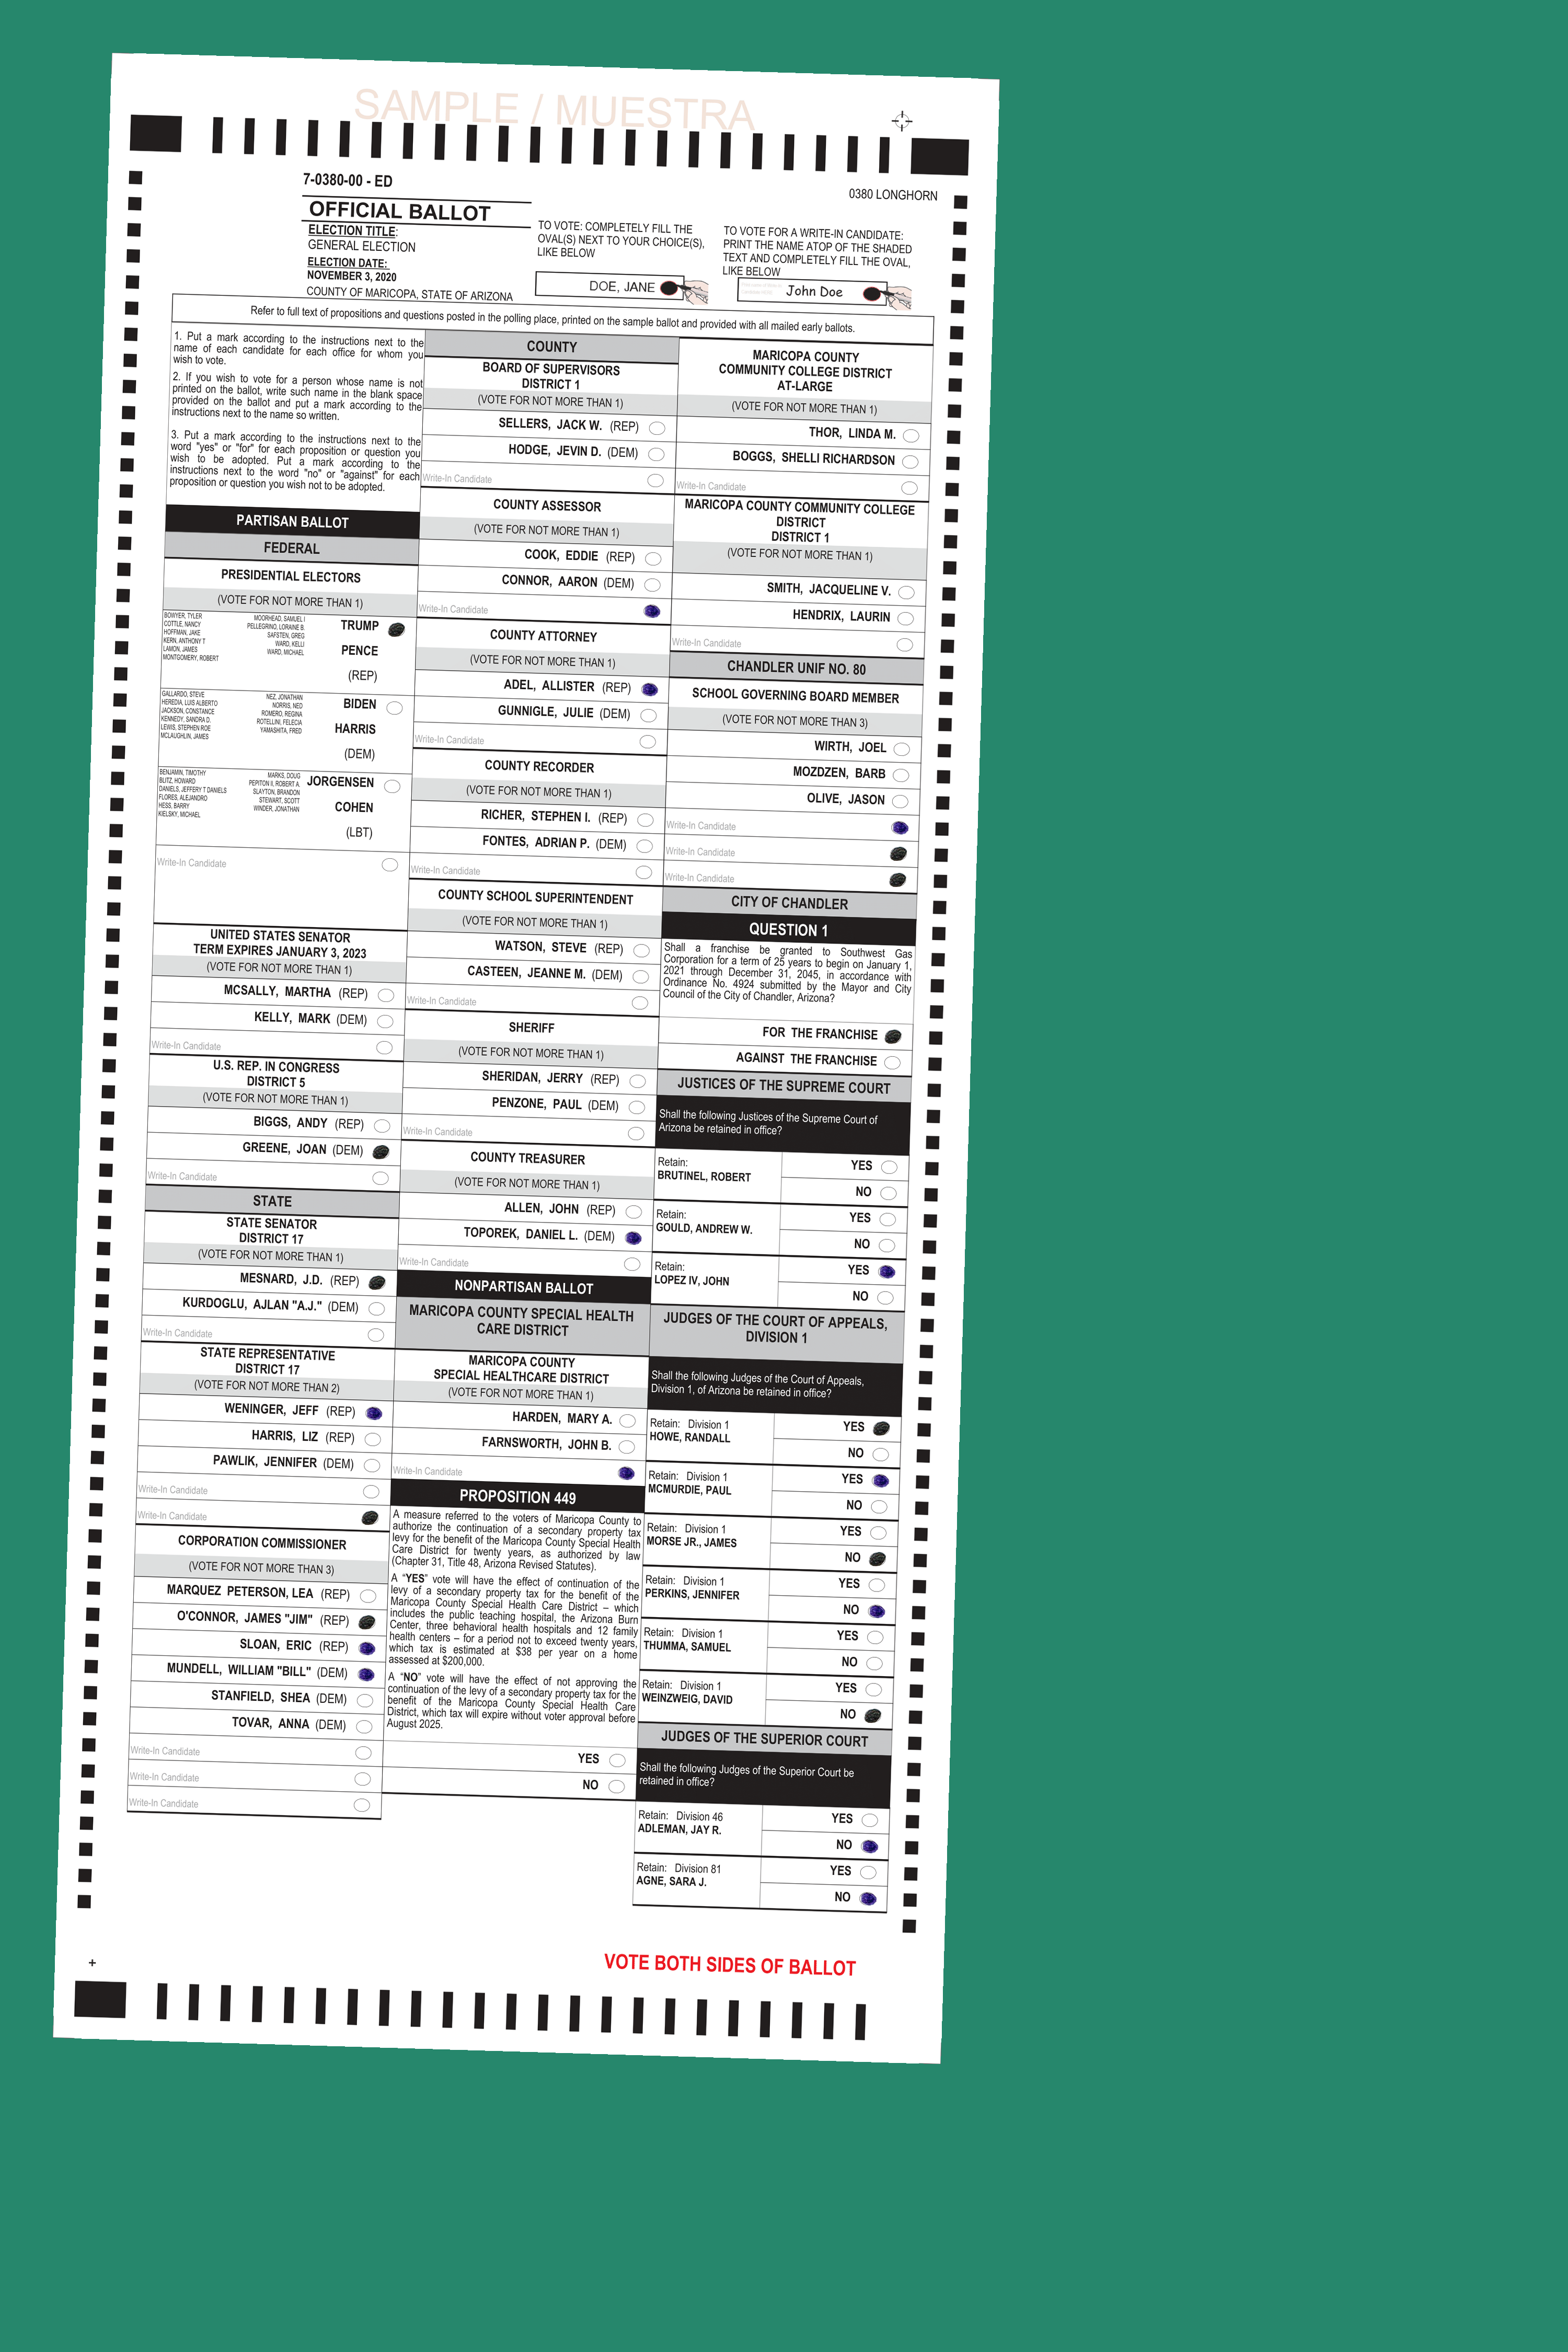 SAMPLE / MUESTRA
7-0380-00 - ED
0380 LONGHORN
OFFICIAL BALLOT
ELECTION TITLE:
GENERAL ELECTION
ELECTION DATE:
NOVEMBER 3, 2020
COUNTY OF MARICOPA, STATE OF ARIZONA
TO VOTE: COMPLETELY FILL THE
OVAL(S) NEXT TO YOUR CHOICE(S),
LIKE BELOW
DOE, JANE
TO VOTE FOR A WRITE-IN CANDIDATE:
PRINT THE NAME ATOP OF THE SHADED
TEXT AND COMPLETELY FILL THE OVAL,
LIKE BELOW
John Doe
Refer to full text of propositions and questions posted in the polling place, printed on the sample ballot and provided with all mailed early ballots.
1. Put a mark according to the instructions next to the
name of each candidate for each office for whom you
wish to vote.
2. If you wish to vote for a person whose name is not
printed on the ballot, write such name in the blank space
provided on the ballot and put a mark according to the
instructions next to the name so written.
3. Put a mark according to the instructions next to the
word "yes" or "for" for each proposition or question you
wish to be adopted. Put a mark according to the
instructions next to the word "no" or "against" for each
proposition or question you wish not to be adopted.
PARTISAN BALLOT
FEDERAL
PRESIDENTIAL ELECTORS
(VOTE FOR NOT MORE THAN 1)
BOWYER, TYLER
COTTLE, NANCY
HOFFMAN, JAKE
KERN, ANTHONY T
LAMON, JAMES
MONTGOMERY, ROBERT
MOORHEAD, SAMUEL I
PELLEGRINO, LORAINE B.
SAFSTEN, GREG
WARD, KELLI
WARD, MICHAEL
TRUMP
PENCE
(REP)
GALLARDO, STEVE
HEREDIA, LUIS ALBERTO
JACKSON, CONSTANCE
KENNEDY, SANDRA D.
LEWIS, STEPHEN ROE
MCLAUGHLIN, JAMES
NEZ, JONATHAN
NORRIS, NED
ROMERO, REGINA
ROTELLINI, FELECIA
YAMASHITA, FRED
BIDEN
HARRIS
(DEM)
BENJAMIN, TIMOTHY
BLITZ, HOWARD
DANIELS, JEFFERY T DANIELS
FLORES, ALEJANDRO
HESS, BARRY
KIELSKY, MICHAEL
MARKS, DOUG
PEPITON II, ROBERT A.
SLAYTON, BRANDON
STEWART, SCOTT
WINDER, JONATHAN
JORGENSEN
COHEN
(LBT)
Write-In Candidate
UNITED STATES SENATOR
TERM EXPIRES JANUARY 3, 2023
(VOTE FOR NOT MORE THAN 1)
MCSALLY, MARTHA (REP)
KELLY, MARK (DEM)
Write-In Candidate
U.S. REP. IN CONGRESS
DISTRICT 5
(VOTE FOR NOT MORE THAN 1)
BIGGS, ANDY (REP)
GREENE, JOAN (DEM)
Write-In Candidate
STATE
STATE SENATOR
DISTRICT 17
(VOTE FOR NOT MORE THAN 1)
MESNARD, J.D. (REP)
KURDOGLU, AJLAN "A.J." (DEM)
Write-In Candidate
STATE REPRESENTATIVE
DISTRICT 17
(VOTE FOR NOT MORE THAN 2)
WENINGER, JEFF (REP)
HARRIS, LIZ (REP)
PAWLIK, JENNIFER (DEM)
Write-In Candidate
Write-In Candidate
CORPORATION COMMISSIONER
(VOTE FOR NOT MORE THAN 3)
MARQUEZ PETERSON, LEA (REP)
O'CONNOR, JAMES "JIM" (REP)
SLOAN, ERIC (REP)
MUNDELL, WILLIAM "BILL" (DEM)
STANFIELD, SHEA (DEM)
TOVAR, ANNA (DEM)
Write-In Candidate
Write-In Candidate
Write-In Candidate
COUNTY
BOARD OF SUPERVISORS
DISTRICT 1
(VOTE FOR NOT MORE THAN 1)
SELLERS, JACK W. (REP)
HODGE, JEVIN D. (DEM)
Write-In Candidate
COUNTY ASSESSOR
(VOTE FOR NOT MORE THAN 1)
COOK, EDDIE (REP)
CONNOR, AARON (DEM)
Write-In Candidate
COUNTY ATTORNEY
(VOTE FOR NOT MORE THAN 1)
ADEL, ALLISTER (REP)
GUNNIGLE, JULIE (DEM)
Write-In Candidate
COUNTY RECORDER
(VOTE FOR NOT MORE THAN 1)
RICHER, STEPHEN I. (REP)
FONTES, ADRIAN P. (DEM)
Write-In Candidate
COUNTY SCHOOL SUPERINTENDENT
(VOTE FOR NOT MORE THAN 1)
WATSON, STEVE (REP)
CASTEEN, JEANNE M. (DEM)
Write-In Candidate
SHERIFF
(VOTE FOR NOT MORE THAN 1)
SHERIDAN, JERRY (REP)
PENZONE, PAUL (DEM)
Write-In Candidate
COUNTY TREASURER
(VOTE FOR NOT MORE THAN 1)
ALLEN, JOHN (REP)
TOPOREK, DANIEL L. (DEM)
Write-In Candidate
NONPARTISAN BALLOT
MARICOPA COUNTY SPECIAL HEALTH
CARE DISTRICT
MARICOPA COUNTY
SPECIAL HEALTHCARE DISTRICT
(VOTE FOR NOT MORE THAN 1)
HARDEN, MARY A.
FARNSWORTH, JOHN B.
Write-In Candidate
PROPOSITION 449
A measure referred to the voters of Maricopa County to
authorize the continuation of a secondary property tax
levy for the benefit of the Maricopa County Special Health
Care District for twenty years, as authorized by law
(Chapter 31, Title 48, Arizona Revised Statutes).
A “YES” vote will have the effect of continuation of the
levy of a secondary property tax for the benefit of the
Maricopa County Special Health Care District – which
includes the public teaching hospital, the Arizona Burn
Center, three behavioral health hospitals and 12 family
health centers – for a period not to exceed twenty years,
which tax is estimated at $38 per year on a home
assessed at $200,000.
A “NO” vote will have the effect of not approving the
continuation of the levy of a secondary property tax for the
benefit of the Maricopa County Special Health Care
District, which tax will expire without voter approval before
August 2025.
YES
NO
MARICOPA COUNTY
COMMUNITY COLLEGE DISTRICT
AT-LARGE
(VOTE FOR NOT MORE THAN 1)
THOR, LINDA M.
BOGGS, SHELLI RICHARDSON
Write-In Candidate
MARICOPA COUNTY COMMUNITY COLLEGE
DISTRICT
DISTRICT 1
(VOTE FOR NOT MORE THAN 1)
SMITH, JACQUELINE V.
HENDRIX, LAURIN
Write-In Candidate
CHANDLER UNIF NO. 80
SCHOOL GOVERNING BOARD MEMBER
(VOTE FOR NOT MORE THAN 3)
WIRTH, JOEL
MOZDZEN, BARB
OLIVE, JASON
Write-In Candidate
Write-In Candidate
Write-In Candidate
CITY OF CHANDLER
QUESTION 1
Shall a franchise be granted to Southwest Gas
Corporation for a term of 25 years to begin on January 1,
2021 through December 31, 2045, in accordance with
Ordinance No. 4924 submitted by the Mayor and City
Council of the City of Chandler, Arizona?
FOR THE FRANCHISE
AGAINST THE FRANCHISE
JUSTICES OF THE SUPREME COURT
Shall the following Justices of the Supreme Court of
Arizona be retained in office?
Retain:
BRUTINEL, ROBERT
YES
NO
Retain:
GOULD, ANDREW W.
YES
NO
Retain:
LOPEZ IV, JOHN
YES
NO
JUDGES OF THE COURT OF APPEALS,
DIVISION 1
Shall the following Judges of the Court of Appeals,
Division 1, of Arizona be retained in office?
Retain: Division 1
HOWE, RANDALL
YES
NO
Retain: Division 1
MCMURDIE, PAUL
YES
NO
Retain: Division 1
MORSE JR., JAMES
YES
NO
Retain: Division 1
PERKINS, JENNIFER
YES
NO
Retain: Division 1
THUMMA, SAMUEL
YES
NO
Retain: Division 1
WEINZWEIG, DAVID
YES
NO
JUDGES OF THE SUPERIOR COURT
Shall the following Judges of the Superior Court be
retained in office?
Retain: Division 46
ADLEMAN, JAY R.
YES
NO
Retain: Division 81
AGNE, SARA J.
YES
NO
VOTE BOTH SIDES OF BALLOT